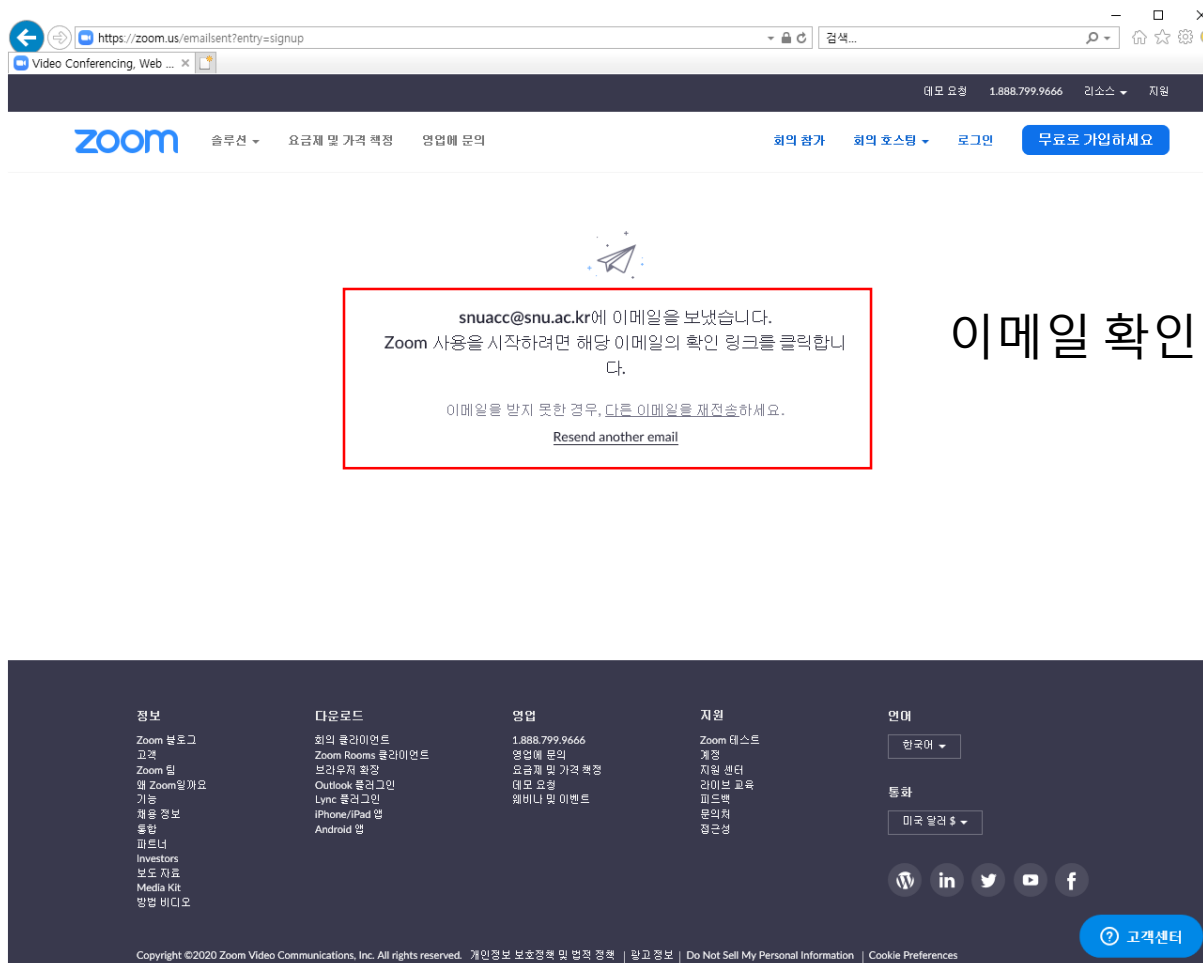 https://zoom.us/emailsent?entry=signup
검색...
Video Conferencing, Web ...
데모 요청 1.888.799.9666 리소스 지원
zoom 솔루션 요금제 및 가격 책정 영업에 문의 회의 참가 회의 호스팅 로그인 무료로 가입하세요
snuacc@snu.ac.kr에 이메일을 보냈습니다.
Zoom 사용을 시작하려면 해당 이메일의 확인 링크를 클릭합니
다.
이메일 확인
이메일을 받지 못한 경우, 다른 이메일을 재전송하세요.
Resend another email
정보
Zoom 블로그
고객
Zoom 팀
왜 Zoom일까요
기능
채용 정보
통합
파트너
Investors
보도 자료
Media Kit
방법 비디오
다운로드
회의 클라이언트
Zoom Rooms 클라이언트
브라우저 확장
Outlook 플러그인
Lync 플러그인
iPhone/iPad 앱
Android 앱
영업
1.888.799.9666
영업에 문의
요금제 및 가격 책정
데모 요청
웨비나 및 이벤트
지원
Zoom 테스트
계정
지원 센터
라이브 교육
피드백
문의처
접근성
언어
한국어
통화
미국 달러 $
in
f
고객센터
Copyright ©2020 Zoom Video Communications, Inc. All rights reserved. 개인정보 보호정책 및 법적 정책 | 광고 정보 | Do Not Sell My Personal Information | Cookie Preferences